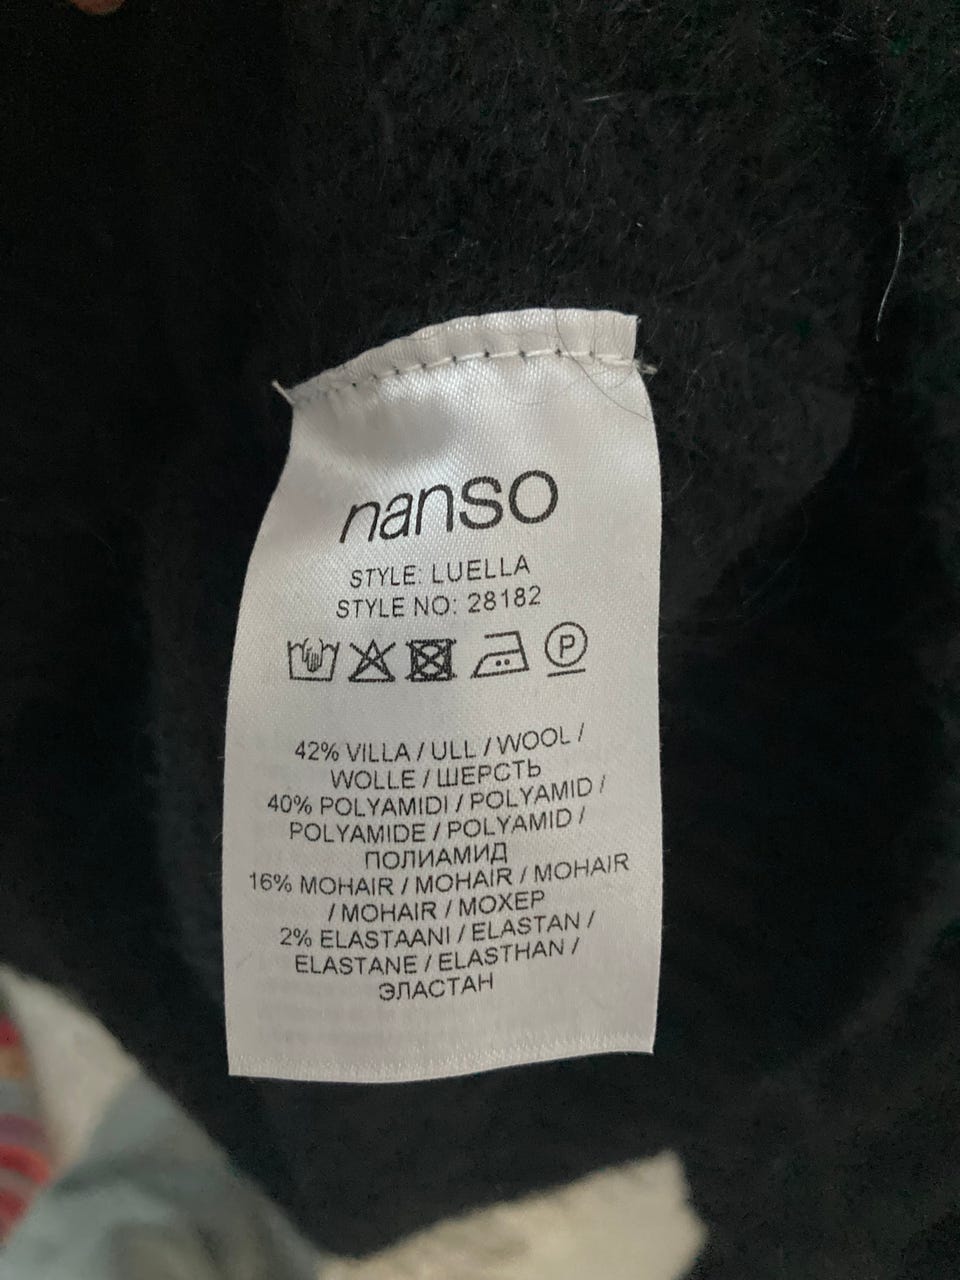 nanso
STYLE: LUELLA
STYLE NO: 28182
P
42% VILLA / ULL / WOOL /
WOLLE / ШЕРСТЬ
40% POLYAMIDI / POLYAMID /
POLYAMIDE / POLYAMID /
ПОЛИАМИД
16% MOHAIR / MOHAIR / MOHAIR
/ MOHAIR / МОХЕР
2% ELASTAANI / ELASTAN /
ELASTANE / ELASTHAN /
ЭЛАСТАН